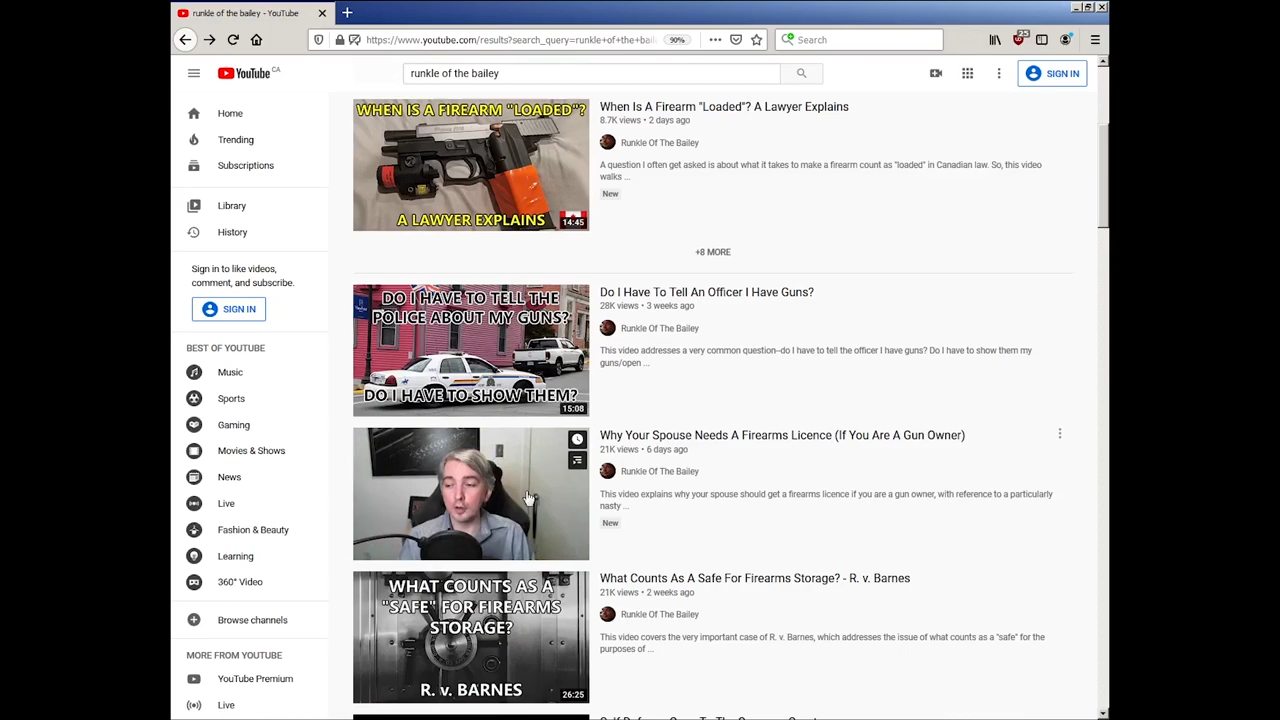 runkle of the bailey - YouTube
https://www.youtube.com/results?search_query=runkle+of+the+bail
90%
Search
25
YouTube CA
runkle of the bailey
SIGN IN
Home
Trending
Subscriptions
Library
History
Sign in to like videos,
comment, and subscribe.
SIGN IN
BEST OF YOUTUBE
Music
Sports
Gaming
Movies & Shows
News
Live
Fashion & Beauty
Learning
360° Video
Browse channels
MORE FROM YOUTUBE
YouTube Premium
Live
WHEN IS A FIREARM "LOADED"?
A LAWYER EXPLAINS
14:45
When Is A Firearm "Loaded"? A Lawyer Explains
8.7K views • 2 days ago
Runkle Of The Bailey
A question I often get asked is about what it takes to make a firearm count as "loaded" in Canadian law. So, this video
walks ...
New
+8 MORE
DO I HAVE TO TELL THE
POLICE ABOUT MY GUNS?
DO I HAVE TO SHOW THEM?
15:08
Do I Have To Tell An Officer I Have Guns?
28K views • 3 weeks ago
Runkle Of The Bailey
This video addresses a very common question–do I have to tell the officer I have guns? Do I have to show them my
guns/open ...
Why Your Spouse Needs A Firearms Licence (If You Are A Gun Owner)
21K views • 6 days ago
Runkle Of The Bailey
This video explains why your spouse should get a firearms licence if you are a gun owner, with reference to a particularly
nasty ...
New
WHAT COUNTS AS A
"SAFE" FOR FIREARMS
STORAGE?
R. v. BARNES
26:25
What Counts As A Safe For Firearms Storage? - R. v. Barnes
21K views • 2 weeks ago
Runkle Of The Bailey
This video covers the very important case of R. v. Barnes, which addresses the issue of what counts as a "safe" for the
purposes of ...